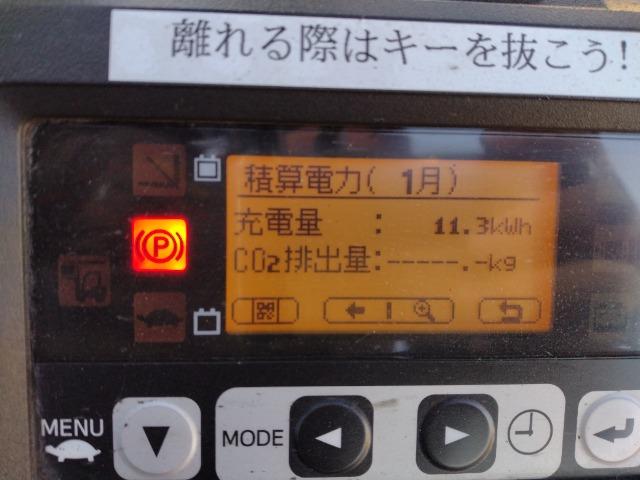 離れる際はキーを抜こう!
積算電力( 1月)
充電量 : 11.3kWh
CO2排出量:-----.-kg
P
MENU
MODE